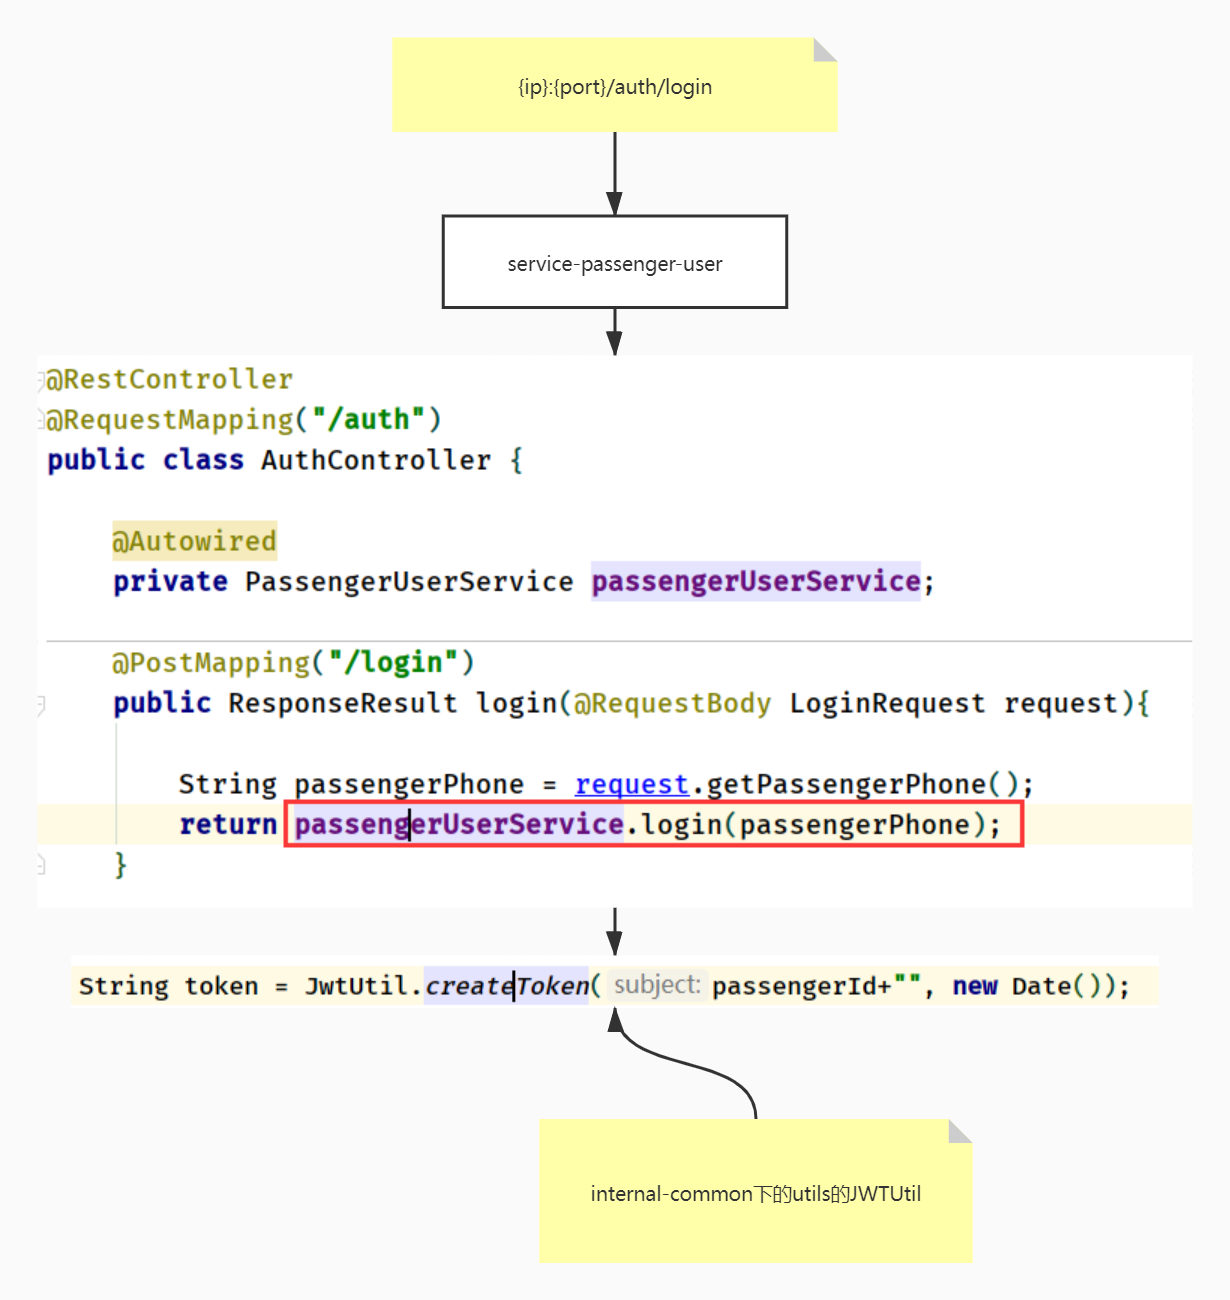 {ip}:{port}/auth/login
service-passenger-user
@RestController
@RequestMapping("/auth")
public class AuthController {
@Autowired
private PassengerUserService passengerUserService;
@PostMapping("/login")
public ResponseResult login(@RequestBody LoginRequest request){
String passengerPhone = request.getPassengerPhone();
return passengerUserService.login(passengerPhone);
}
String token = JwtUtil.createToken( subject: passengerId+"", new Date());
internal-common下的utils的JWTUtil